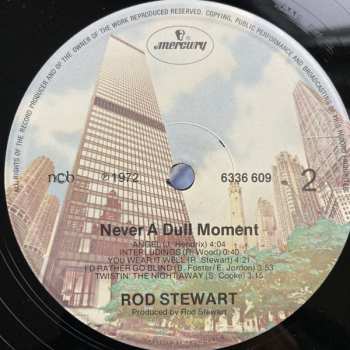 ALL RIGHTS OF THE RECORD PRODUCER AND OF THE OWNER OF THE WORK REPRODUCED RESERVED. COPYING, PUBLIC PERFORMANCE AND BROADCASTING
mercury
ncb ℗1972 6336 609 2
Never A Dull Moment
ANGEL (J. Hendrix) 4:04
INTERLUDINGS (R. Wood) 0:40
YOU WEAR IT WELL (R. Stewart) 4:21
I'D RATHER GO BLIND (B. Foster/E. Jordon) 3:53
TWISTIN' THE NIGHT AWAY (S. Cooke) 3:15
ROD STEWART
Produced by Rod Stewart